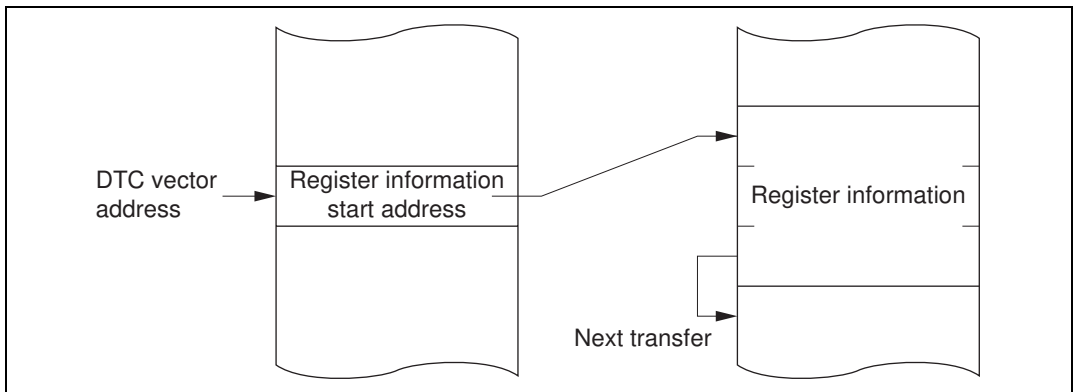 DTC vector
address
Register information
start address
Register information
Next transfer